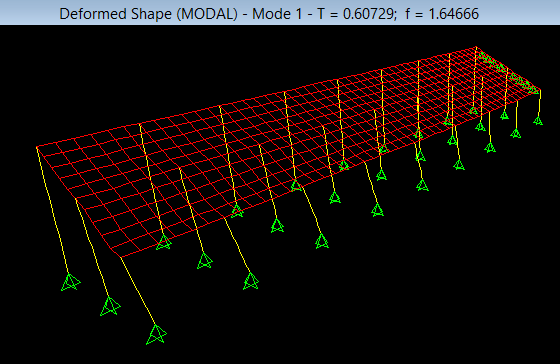 Deformed Shape (MODAL) - Mode 1 - T = 0.60729;  f = 1.64666